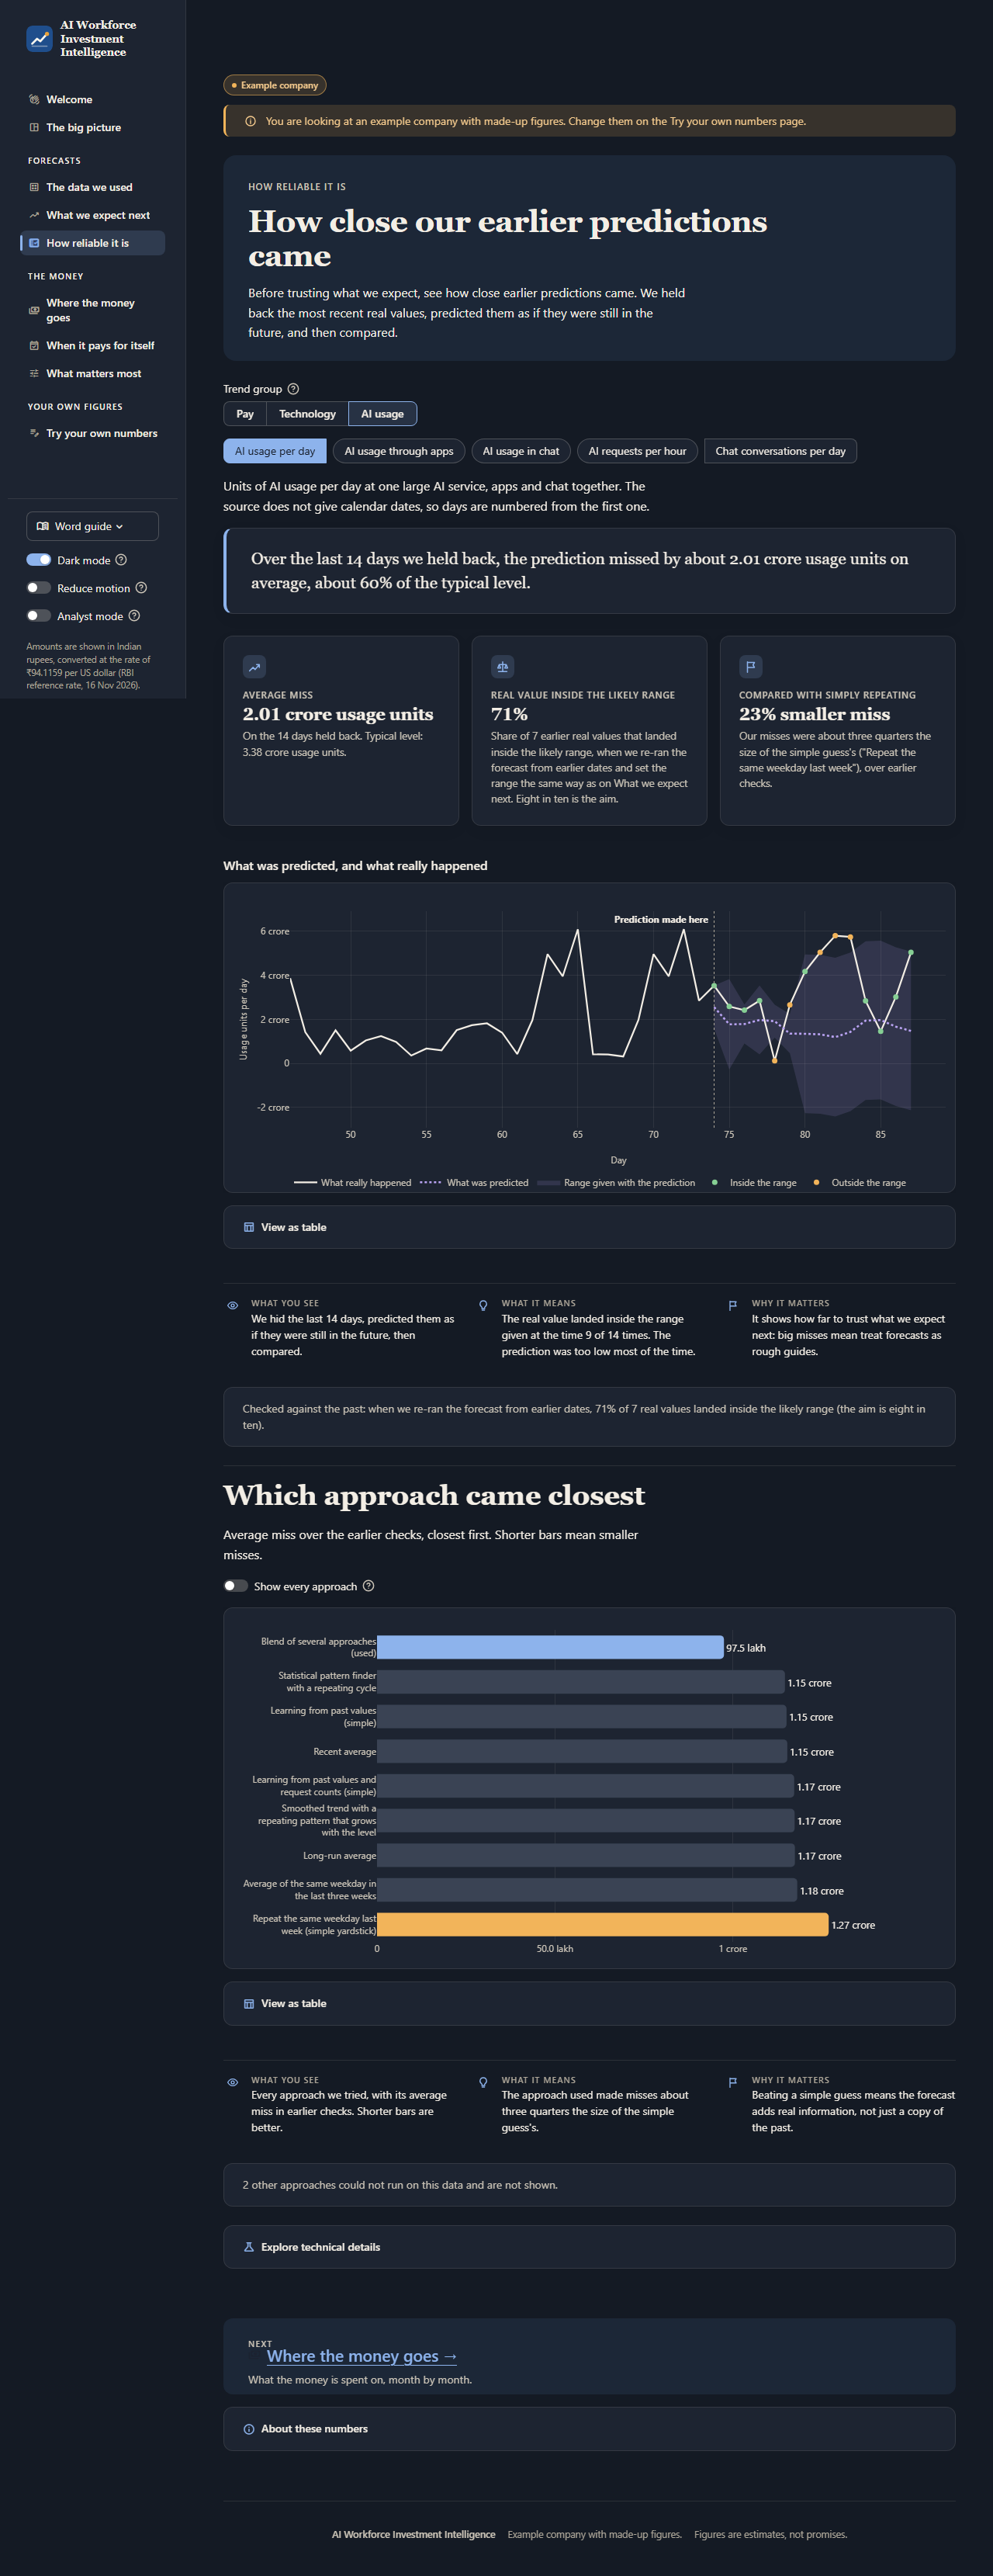 AI Workforce
Investment
Intelligence
Welcome
The big picture
FORECASTS
The data we used
What we expect next
How reliable it is
THE MONEY
Where the money
goes
When it pays for itself
What matters most
YOUR OWN FIGURES
Try your own numbers
Word guide
Dark mode
Reduce motion
Analyst mode
Amounts are shown in Indian
rupees, converted at the rate of
₹94.1159 per US dollar (RBI
reference rate, 16 Nov 2026).
Example company
You are looking at an example company with made-up figures. Change them on the Try your own numbers page.
HOW RELIABLE IT IS
How close our earlier predictions
came
Before trusting what we expect, see how close earlier predictions came. We held
back the most recent real values, predicted them as if they were still in the
future, and then compared.
Trend group
Pay
Technology
AI usage
AI usage per day
AI usage through apps
AI usage in chat
AI requests per hour
Chat conversations per day
Units of AI usage per day at one large AI service, apps and chat together. The
source does not give calendar dates, so days are numbered from the first one.
Over the last 14 days we held back, the prediction missed by about 2.01 crore usage units on
average, about 60% of the typical level.
AVERAGE MISS
2.01 crore usage units
On the 14 days held back. Typical level:
3.38 crore usage units.
REAL VALUE INSIDE THE LIKELY RANGE
71%
Share of 7 earlier real values that landed
inside the likely range, when we re-ran the
forecast from earlier dates and set the
range the same way as on What we expect
next. Eight in ten is the aim.
COMPARED WITH SIMPLY REPEATING
23% smaller miss
Our misses were about three quarters the
size of the simple guess's ("Repeat the
same weekday last week"), over earlier
checks.
What was predicted, and what really happened
Prediction made here
6 crore
4 crore
2 crore
0
-2 crore
Usage units per day
50
55
60
65
70
75
80
85
Day
What really happened
What was predicted
Range given with the prediction
Inside the range
Outside the range
View as table
WHAT YOU SEE
We hid the last 14 days, predicted them as
if they were still in the future, then
compared.
WHAT IT MEANS
The real value landed inside the range
given at the time 9 of 14 times. The
prediction was too low most of the time.
WHY IT MATTERS
It shows how far to trust what we expect
next: big misses mean treat forecasts as
rough guides.
Checked against the past: when we re-ran the forecast from earlier dates, 71% of 7 real values landed inside the likely range (the aim is eight in
ten).
Which approach came closest
Average miss over the earlier checks, closest first. Shorter bars mean smaller
misses.
Show every approach
Blend of several approaches
(used)
97.5 lakh
Statistical pattern finder
with a repeating cycle
1.15 crore
Learning from past values
(simple)
1.15 crore
Recent average
1.15 crore
Learning from past values and
request counts (simple)
1.17 crore
Smoothed trend with a
repeating pattern that grows
with the level
1.17 crore
Long-run average
1.17 crore
Average of the same weekday in
the last three weeks
1.18 crore
Repeat the same weekday last
week (simple yardstick)
1.27 crore
0
50.0 lakh
1 crore
View as table
WHAT YOU SEE
Every approach we tried, with its average
miss in earlier checks. Shorter bars are
better.
WHAT IT MEANS
The approach used made misses about
three quarters the size of the simple
guess's.
WHY IT MATTERS
Beating a simple guess means the forecast
adds real information, not just a copy of
the past.
2 other approaches could not run on this data and are not shown.
Explore technical details
NEXT
Where the money goes →
What the money is spent on, month by month.
About these numbers
AI Workforce Investment Intelligence Example company with made-up figures. Figures are estimates, not promises.